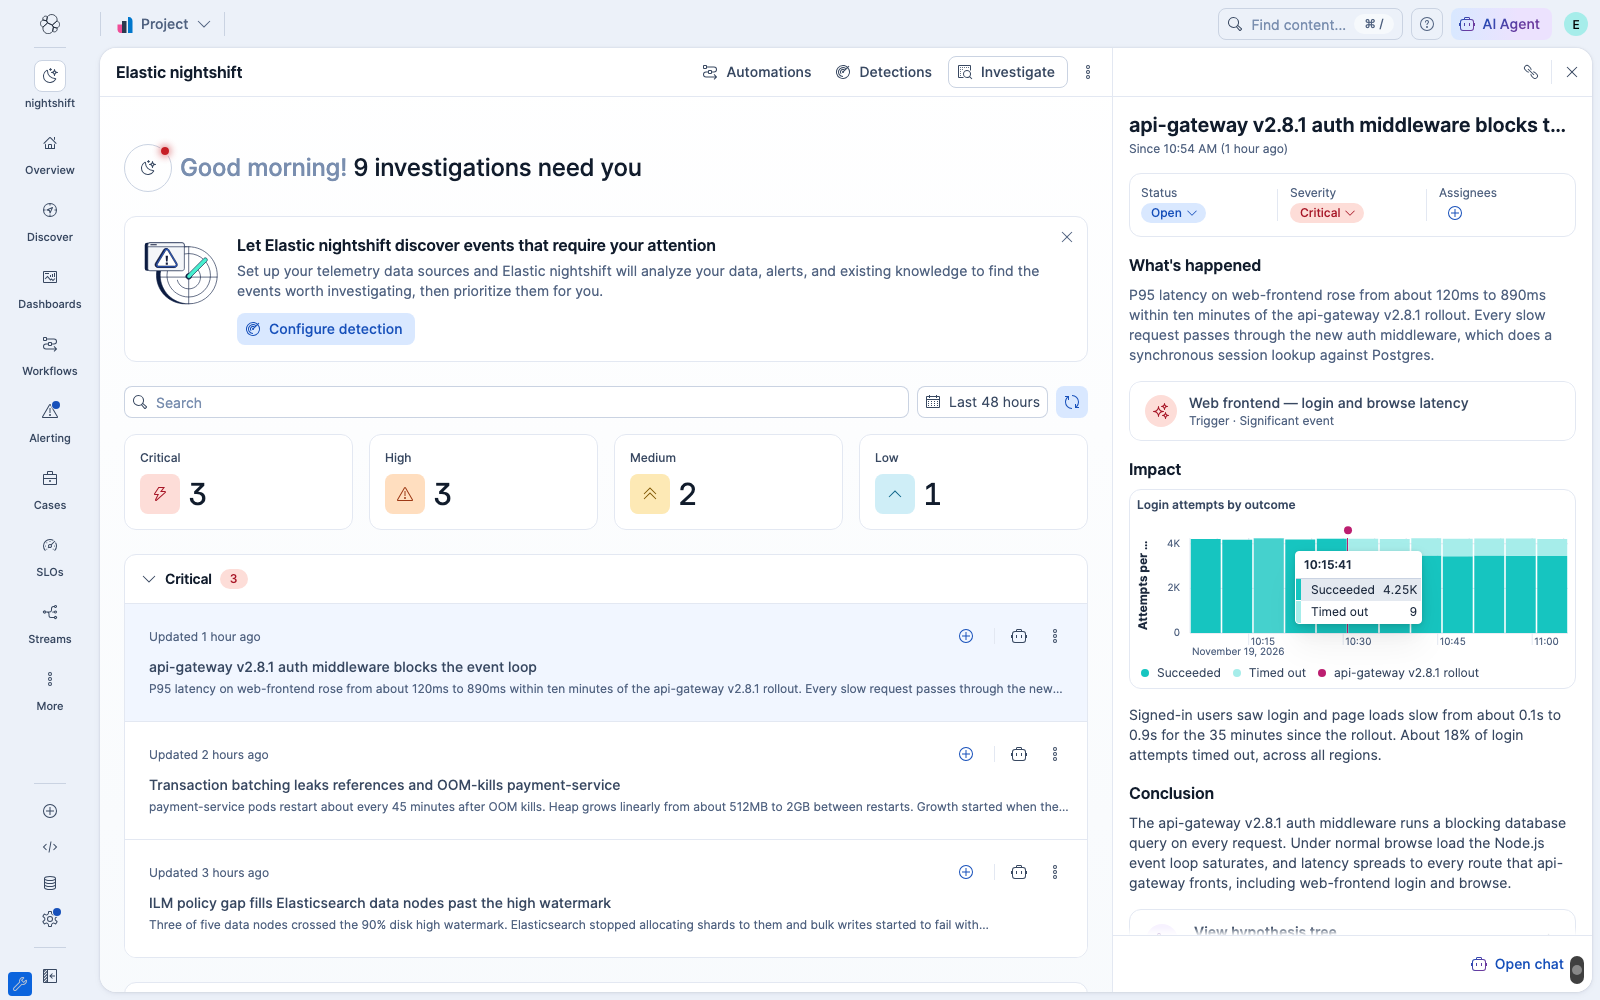 Project
Find content...
⌘ /
AI Agent
E
nightshift
Overview
Discover
Dashboards
Workflows
Alerting
Cases
SLOs
Streams
More
Elastic nightshift
Automations
Detections
Investigate
Good morning! 9 investigations need you
Let Elastic nightshift discover events that require your attention
Set up your telemetry data sources and Elastic nightshift will analyze your data, alerts, and existing knowledge to find the
events worth investigating, then prioritize them for you.
Configure detection
Search
Last 48 hours
Critical
3
High
3
Medium
2
Low
1
Critical 3
Updated 1 hour ago
api-gateway v2.8.1 auth middleware blocks the event loop
P95 latency on web-frontend rose from about 120ms to 890ms within ten minutes of the api-gateway v2.8.1 rollout. Every slow request passes through the new...
Updated 2 hours ago
Transaction batching leaks references and OOM-kills payment-service
payment-service pods restart about every 45 minutes after OOM kills. Heap grows linearly from about 512MB to 2GB between restarts. Growth started when the...
Updated 3 hours ago
ILM policy gap fills Elasticsearch data nodes past the high watermark
Three of five data nodes crossed the 90% disk high watermark. Elasticsearch stopped allocating shards to them and bulk writes started to fail with...
api-gateway v2.8.1 auth middleware blocks t...
Since 10:54 AM (1 hour ago)
Status
Open
Severity
Critical
Assignees
What's happened
P95 latency on web-frontend rose from about 120ms to 890ms
within ten minutes of the api-gateway v2.8.1 rollout. Every slow
request passes through the new auth middleware, which does a
synchronous session lookup against Postgres.
Web frontend — login and browse latency
Trigger · Significant event
Impact
Login attempts by outcome
Attempts per ...
4K
2K
0
10:15:41
Succeeded 4.25K
Timed out 9
10:15
10:30
10:45
11:00
November 19, 2026
Succeeded
Timed out
api-gateway v2.8.1 rollout
Signed-in users saw login and page loads slow from about 0.1s to
0.9s for the 35 minutes since the rollout. About 18% of login
attempts timed out, across all regions.
Conclusion
The api-gateway v2.8.1 auth middleware runs a blocking database
query on every request. Under normal browse load the Node.js
event loop saturates, and latency spreads to every route that api-
gateway fronts, including web-frontend login and browse.
View hypothesis tree
Open chat